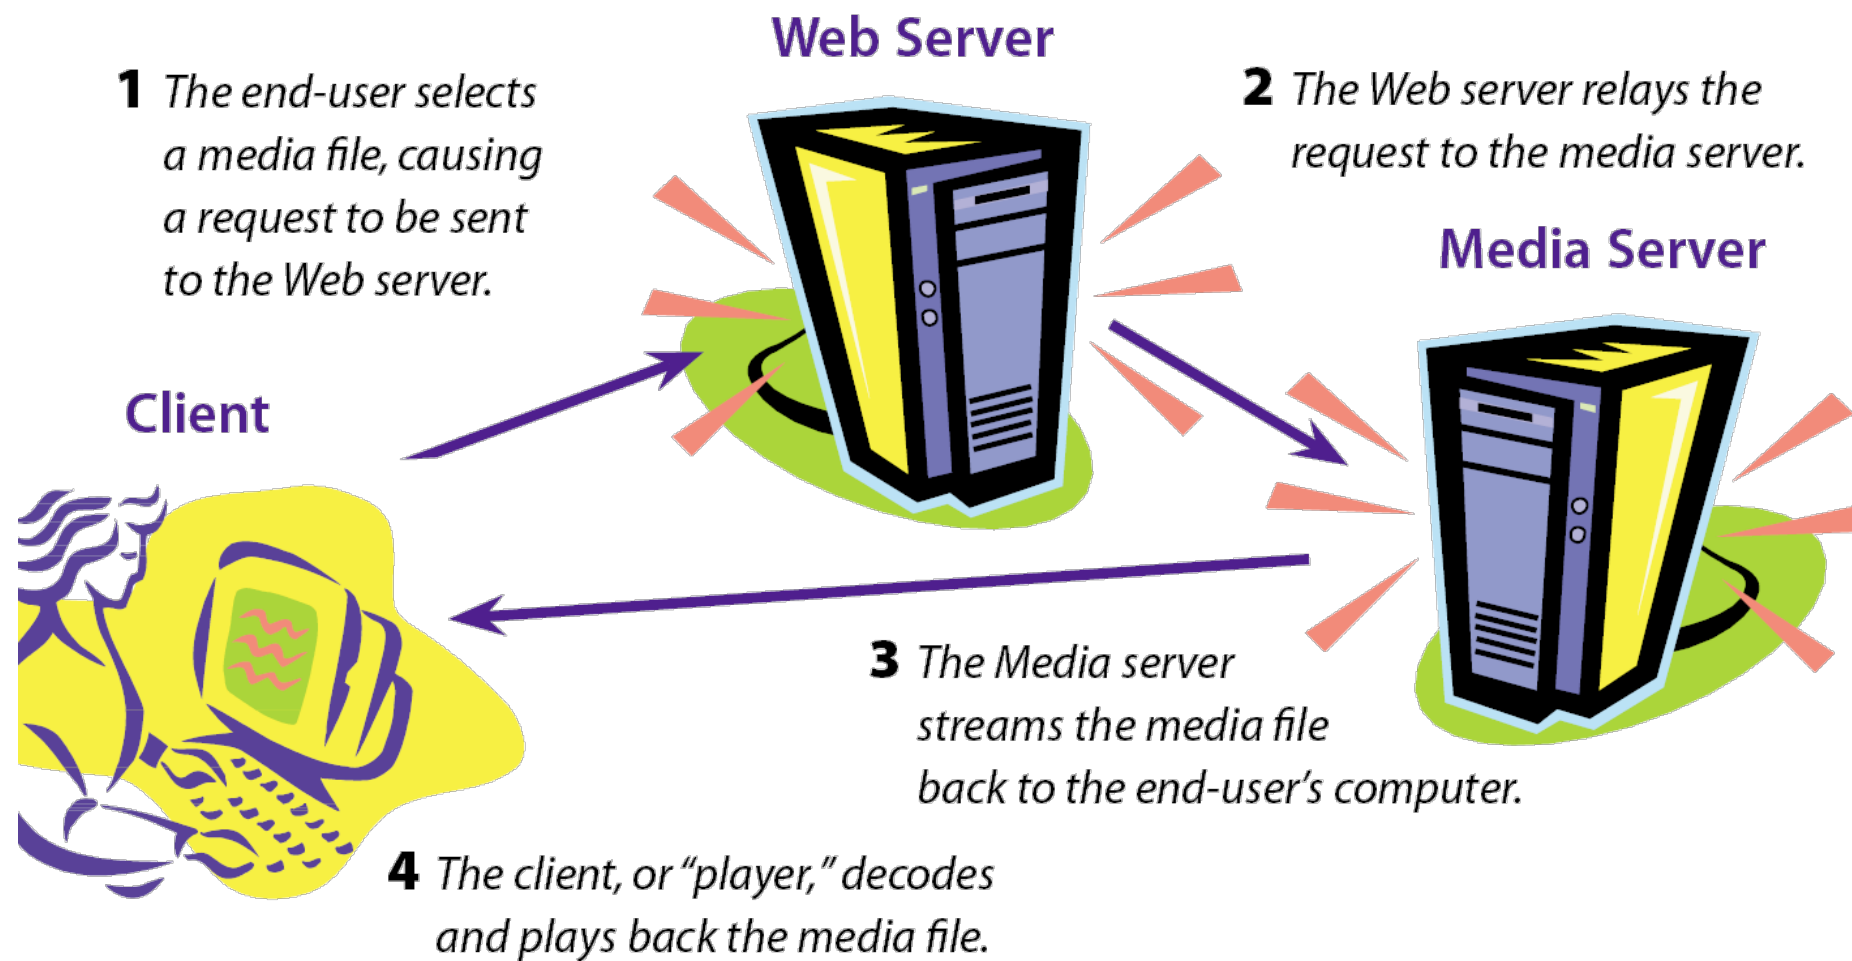 Web Server
1 The end-user selects
a media file, causing
a request to be sent
to the Web server.
2 The Web server relays the
request to the media server.
Media Server
Client
3 The Media server
streams the media file
back to the end-user’s computer.
4 The client, or “player,” decodes
and plays back the media file.